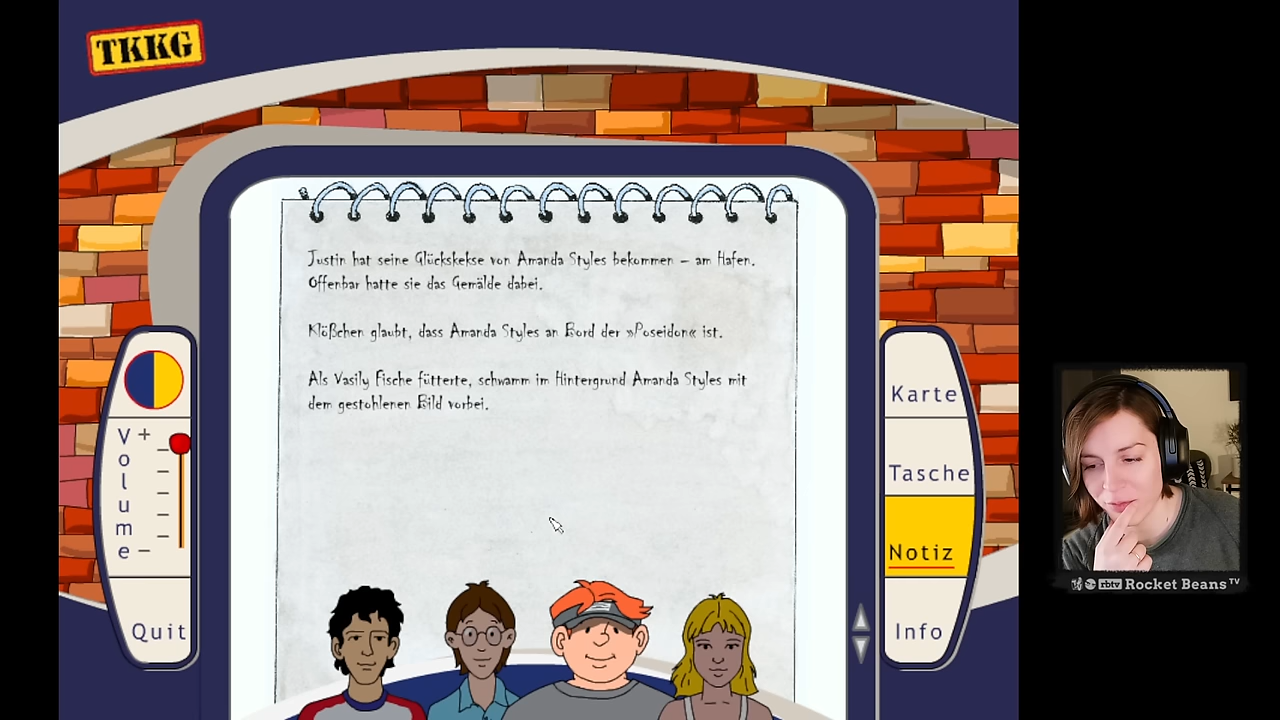 TKKG
Justin hat seine Glückskekse von Amanda Styles bekommen – am Hafen.
Offenbar hatte sie das Gemälde dabei.
Klößchen glaubt, dass Amanda Styles an Bord der »Poseidon« ist.
Als Vasily Fische fütterte, schwamm im Hintergrund Amanda Styles mit
dem gestohlenen Bild vorbei.
Volume
+
–
Quit
Karte
Tasche
Notiz
Info
rbtv Rocket Beans TV